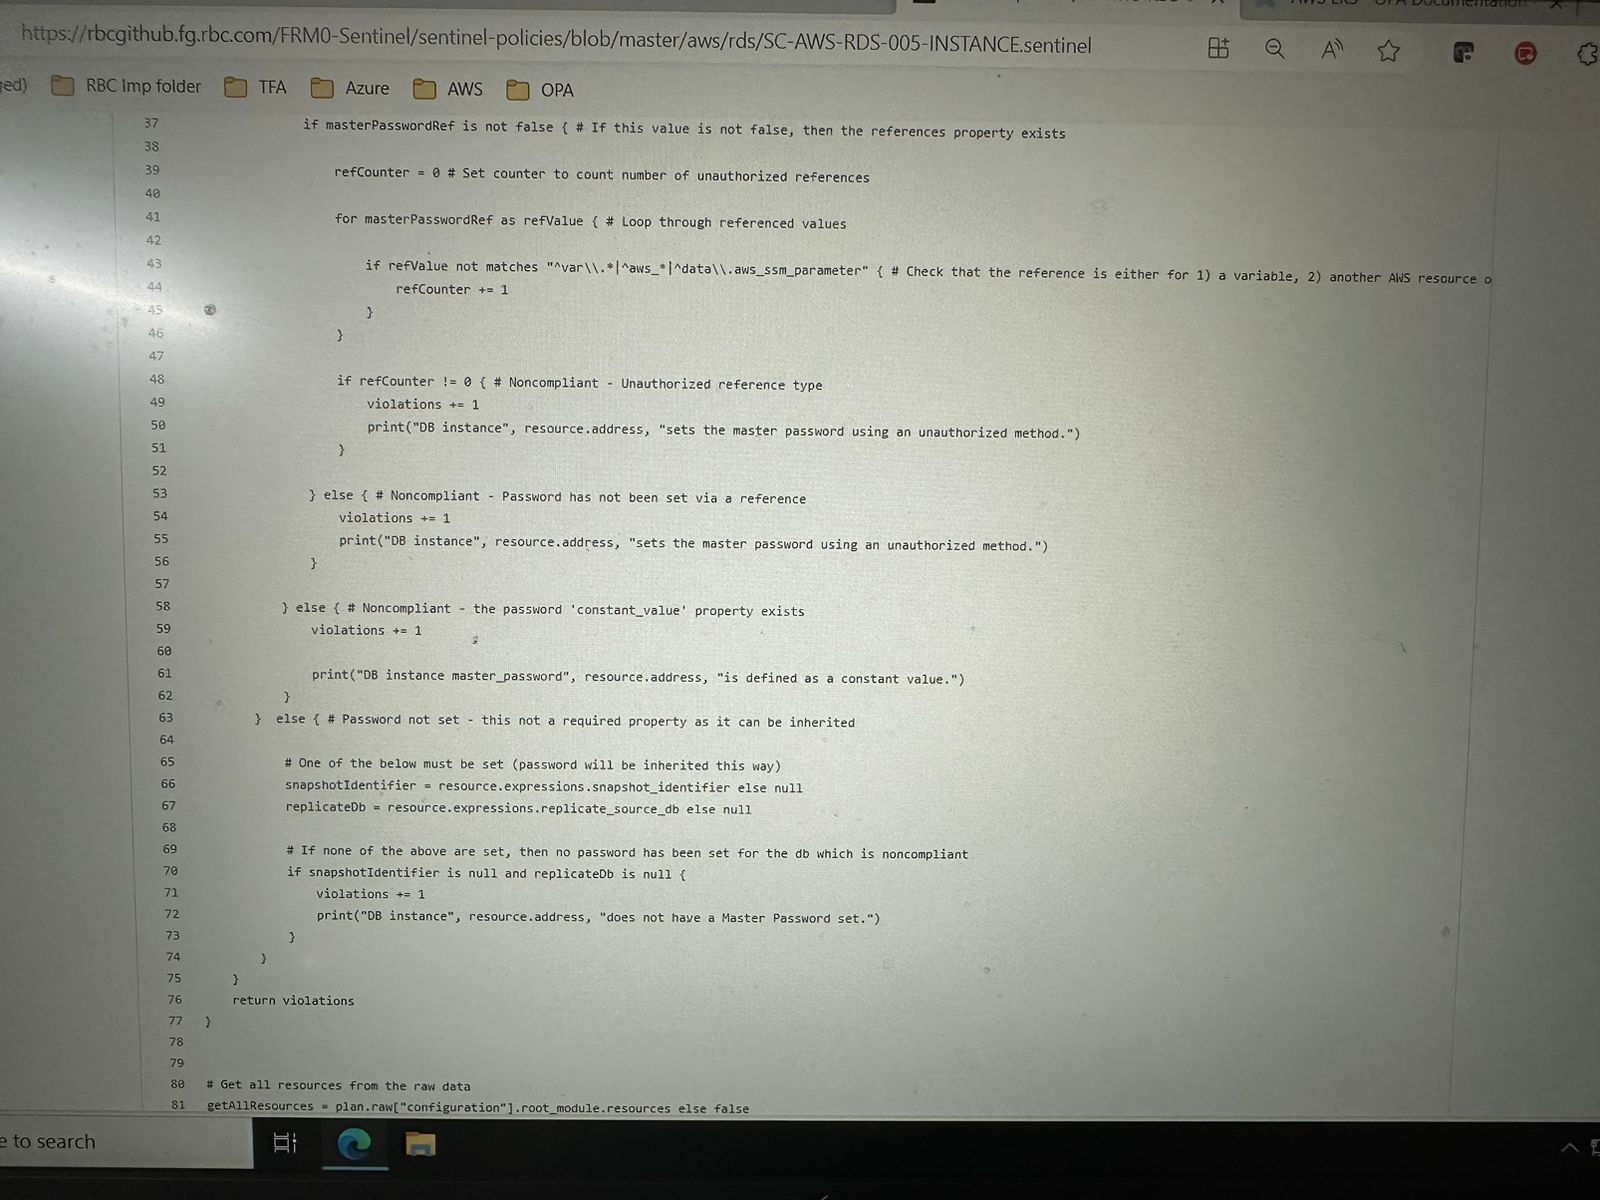 https://rbcgithub.fg.rbc.com/FRM0-Sentinel/sentinel-policies/blob/master/aws/rds/SC-AWS-RDS-005-INSTANCE.sentinel
RBC Imp folder TFA Azure AWS OPA
37 if masterPasswordRef is not false { # If this value is not false, then the references property exists
38
39 refCounter = 0 # Set counter to count number of unauthorized references
40
41 for masterPasswordRef as refValue { # Loop through referenced values
42
43 if refValue not matches "^var\\.*|^aws_*|^data\\.aws_ssm_parameter" { # Check that the reference is either for 1) a variable, 2) another AWS resource o
44 refCounter += 1
45 }
46 }
47
48 if refCounter != 0 { # Noncompliant - Unauthorized reference type
49 violations += 1
50 print("DB instance", resource.address, "sets the master password using an unauthorized method.")
51 }
52
53 } else { # Noncompliant - Password has not been set via a reference
54 violations += 1
55 print("DB instance", resource.address, "sets the master password using an unauthorized method.")
56 }
57
58 } else { # Noncompliant - the password 'constant_value' property exists
59 violations += 1
60
61 print("DB instance master_password", resource.address, "is defined as a constant value.")
62 }
63 } else { # Password not set - this not a required property as it can be inherited
64
65 # One of the below must be set (password will be inherited this way)
66 snapshotIdentifier = resource.expressions.snapshot_identifier else null
67 replicateDb = resource.expressions.replicate_source_db else null
68
69 # If none of the above are set, then no password has been set for the db which is noncompliant
70 if snapshotIdentifier is null and replicateDb is null {
71 violations += 1
72 print("DB instance", resource.address, "does not have a Master Password set.")
73 }
74 }
75 }
76 return violations
77 }
78
79
80 # Get all resources from the raw data
81 getAllResources = plan.raw["configuration"].root_module.resources else false
e to search